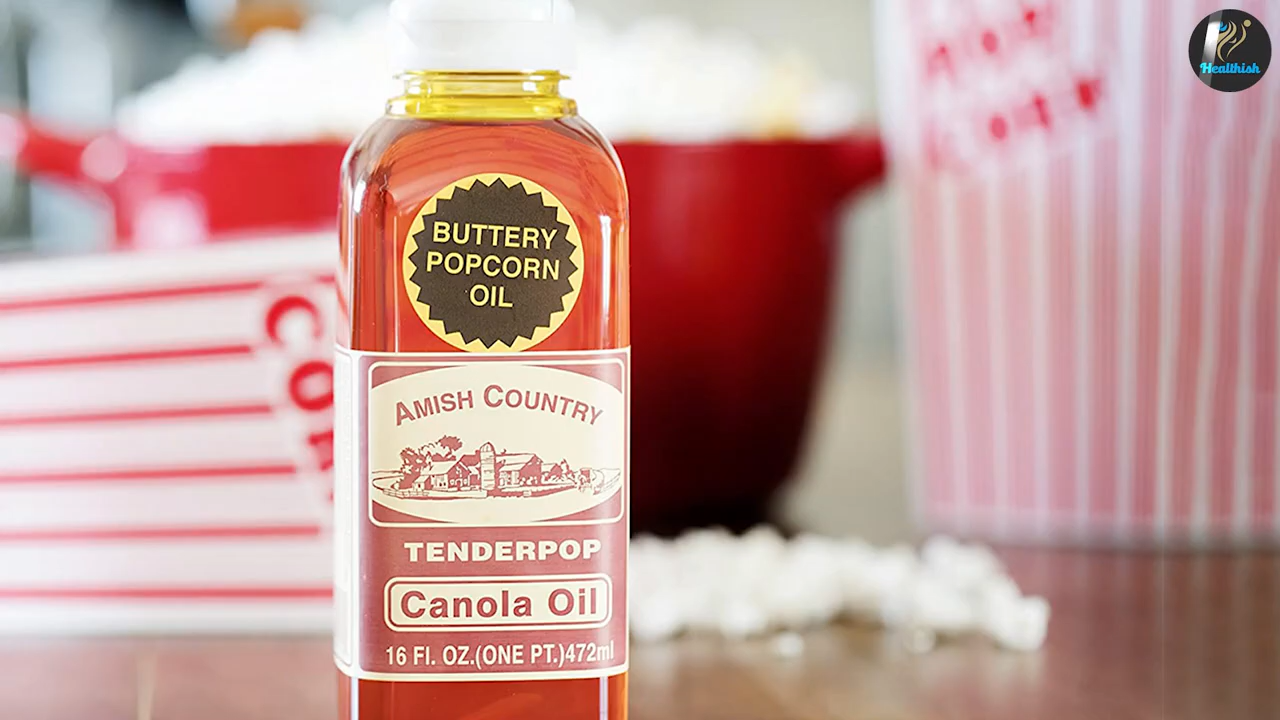 Healthish
BUTTERY
POPCORN
OIL
AMISH COUNTRY
TENDERPOP
Canola Oil
16 Fl. OZ.(ONE PT.)472ml